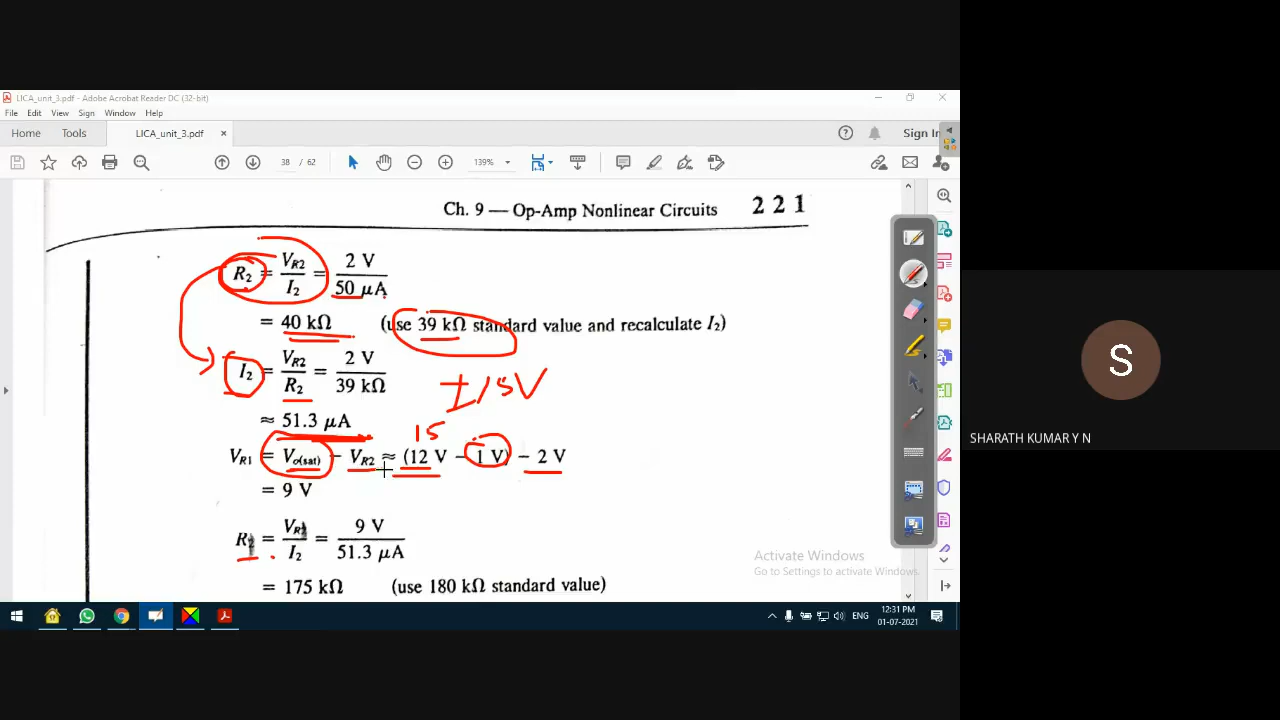 LICA_unit_3.pdf - Adobe Acrobat Reader DC (32-bit)
File Edit View Sign Window Help
Home Tools LICA_unit_3.pdf × Sign In
38 / 62 139%
Ch. 9 — Op-Amp Nonlinear Circuits 221
R2 = VR2 / I2 = 2 V / 50 μA
= 40 kΩ (use 39 kΩ standard value and recalculate I2)
I2 = VR2 / R2 = 2 V / 39 kΩ
±15V
≈ 51.3 μA
15
VR1 = Vo(sat) − VR2 ≈ (12 V − 1 V) − 2 V
= 9 V
= 9 V / 51.3 μA
= 175 kΩ (use 180 kΩ standard value)
Activate Windows
Go to Settings to activate Windows.
ENG 12:31 PM
01-07-2021
S
SHARATH KUMAR Y N